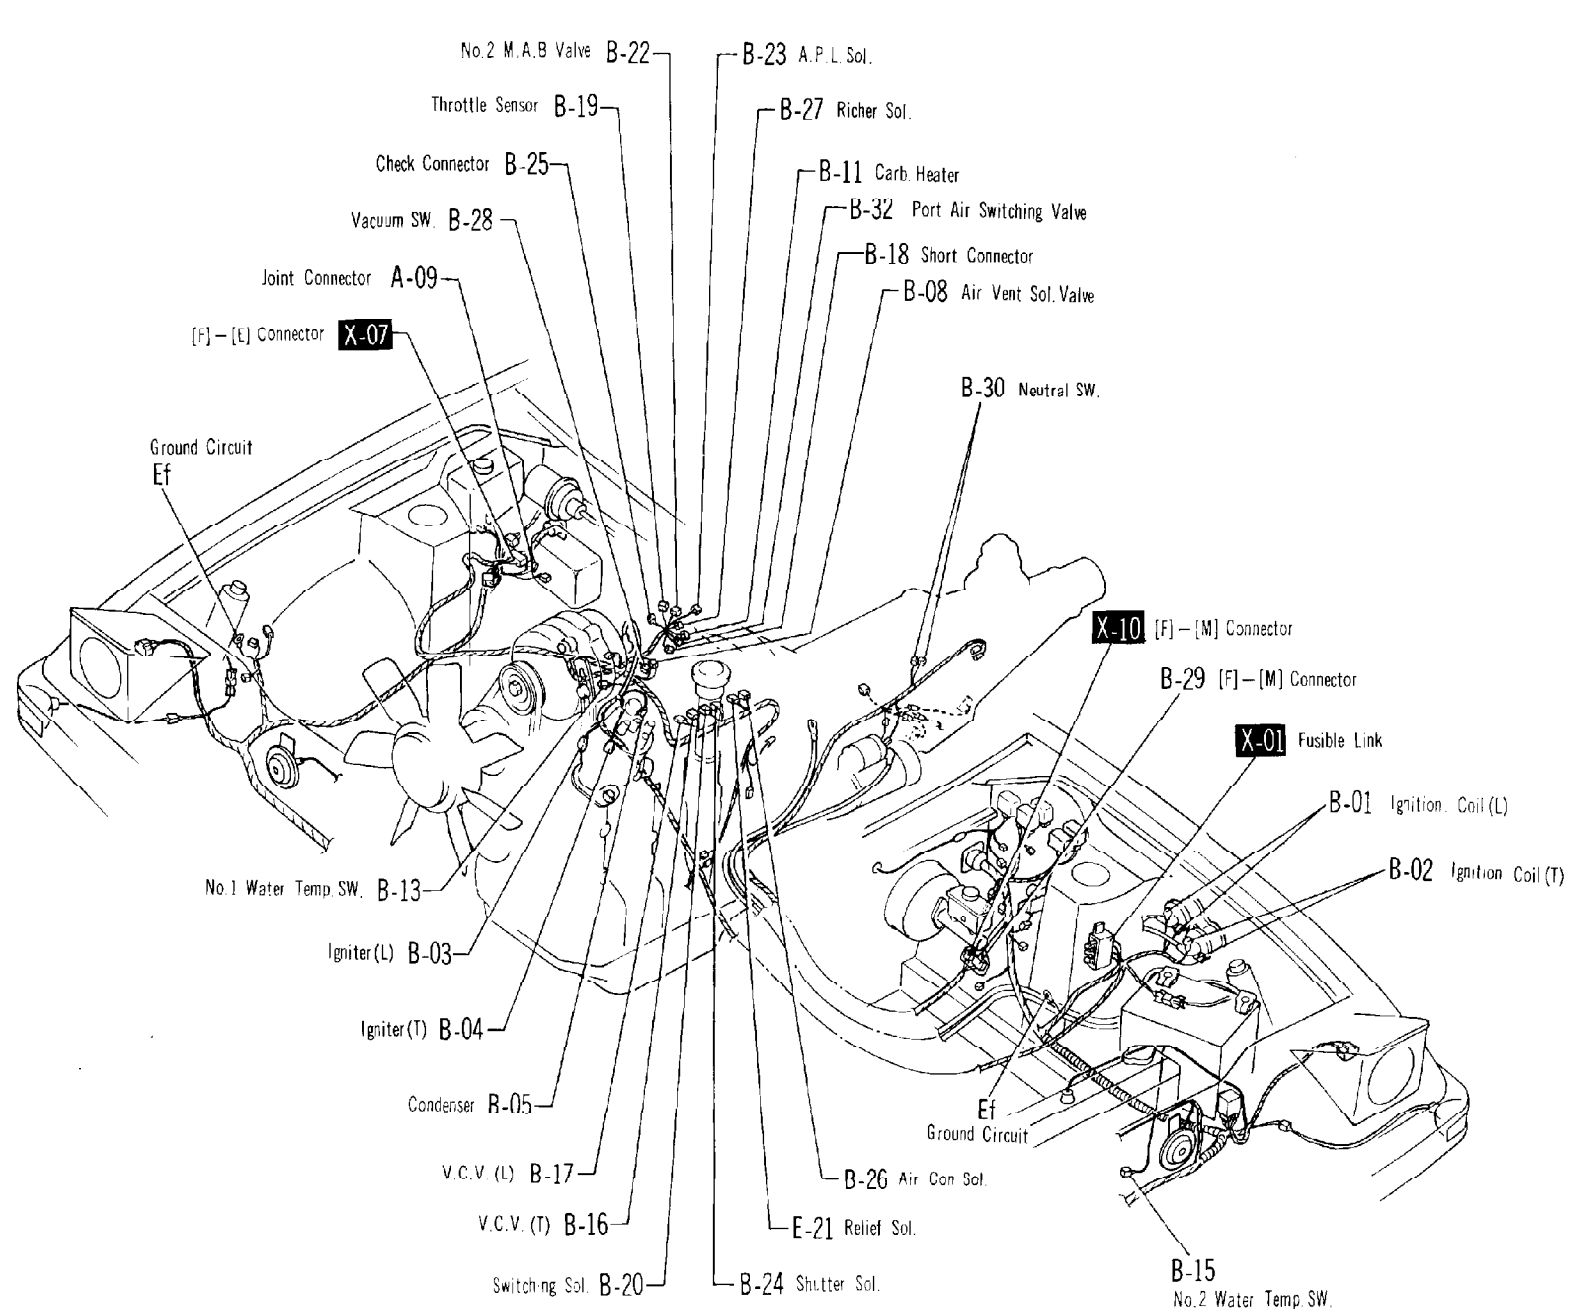 No.2 M.A.B Valve B-22
B-23 A.P.L. Sol.
Throttle Sensor B-19
B-27 Richer Sol.
Check Connector B-25
B-11 Carb. Heater
Vacuum SW. B-28
B-32 Port Air Switching Valve
B-18 Short Connector
Joint Connector A-09
B-08 Air Vent Sol. Valve
[F]-[E] Connector X-07
B-30 Neutral SW.
Ground Circuit
Ef
X-10 [F]-[M] Connector
B-29 [F]-[M] Connector
X-01 Fusible Link
B-01 Ignition Coil (L)
B-02 Ignition Coil (T)
No.1 Water Temp. SW. B-13
Igniter (L) B-03
Igniter (T) B-04
Condenser B-05
Ef
Ground Circuit
V.C.V. (L) B-17
B-26 Air Con Sol.
V.C.V. (T) B-16
E-21 Relief Sol.
Switching Sol. B-20
B-24 Shutter Sol.
B-15
No.2 Water Temp. SW.